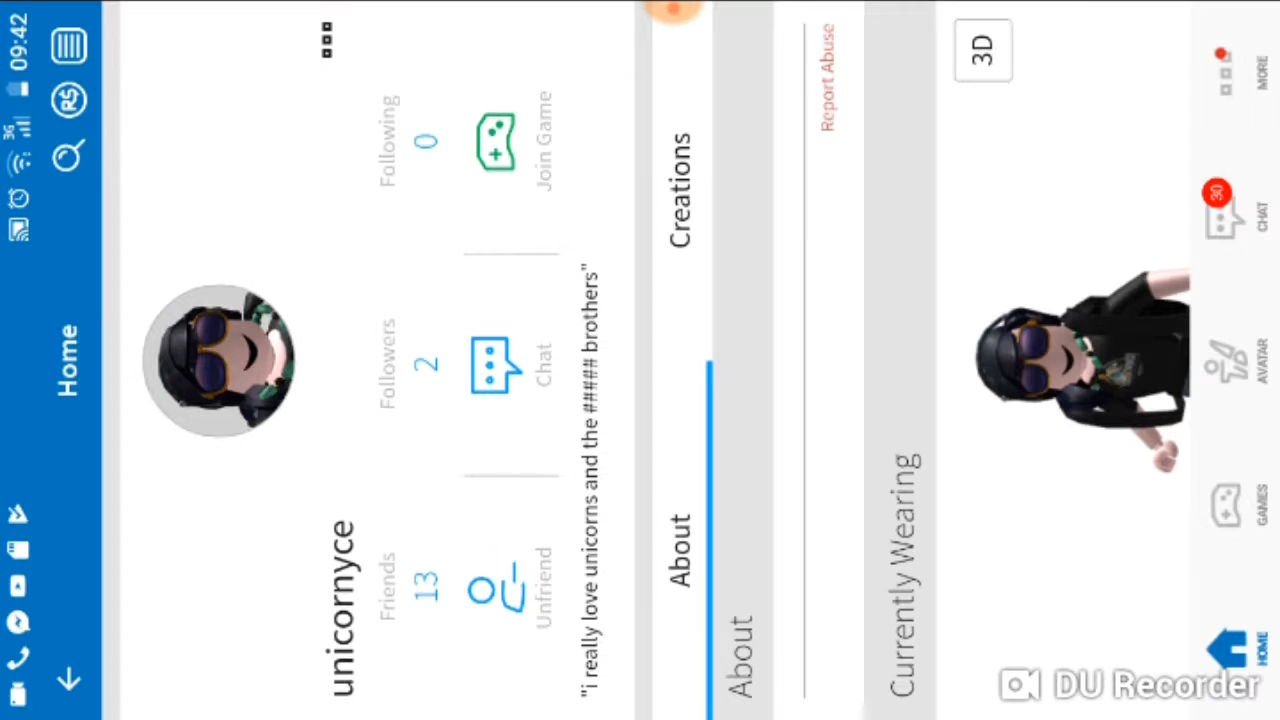 3G 09:42
Home
R$
unicornyce
Friends Followers Following
13 2 0
Unfriend Chat Join Game
"i really love unicorns and the ##### brothers"
About Creations
About
Report Abuse
Currently Wearing
3D
30
HOME GAMES AVATAR CHAT MORE
DU Recorder